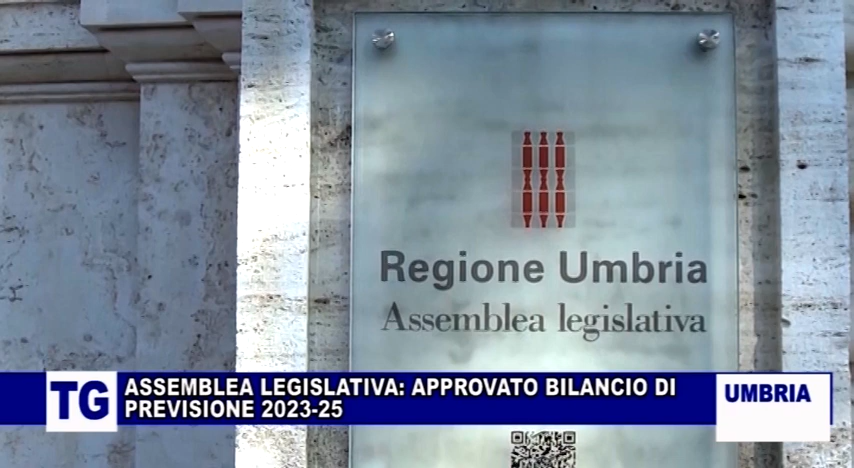 Regione Umbria
Assemblea legislativa
TG
ASSEMBLEA LEGISLATIVA: APPROVATO BILANCIO DI
PREVISIONE 2023-25
UMBRIA